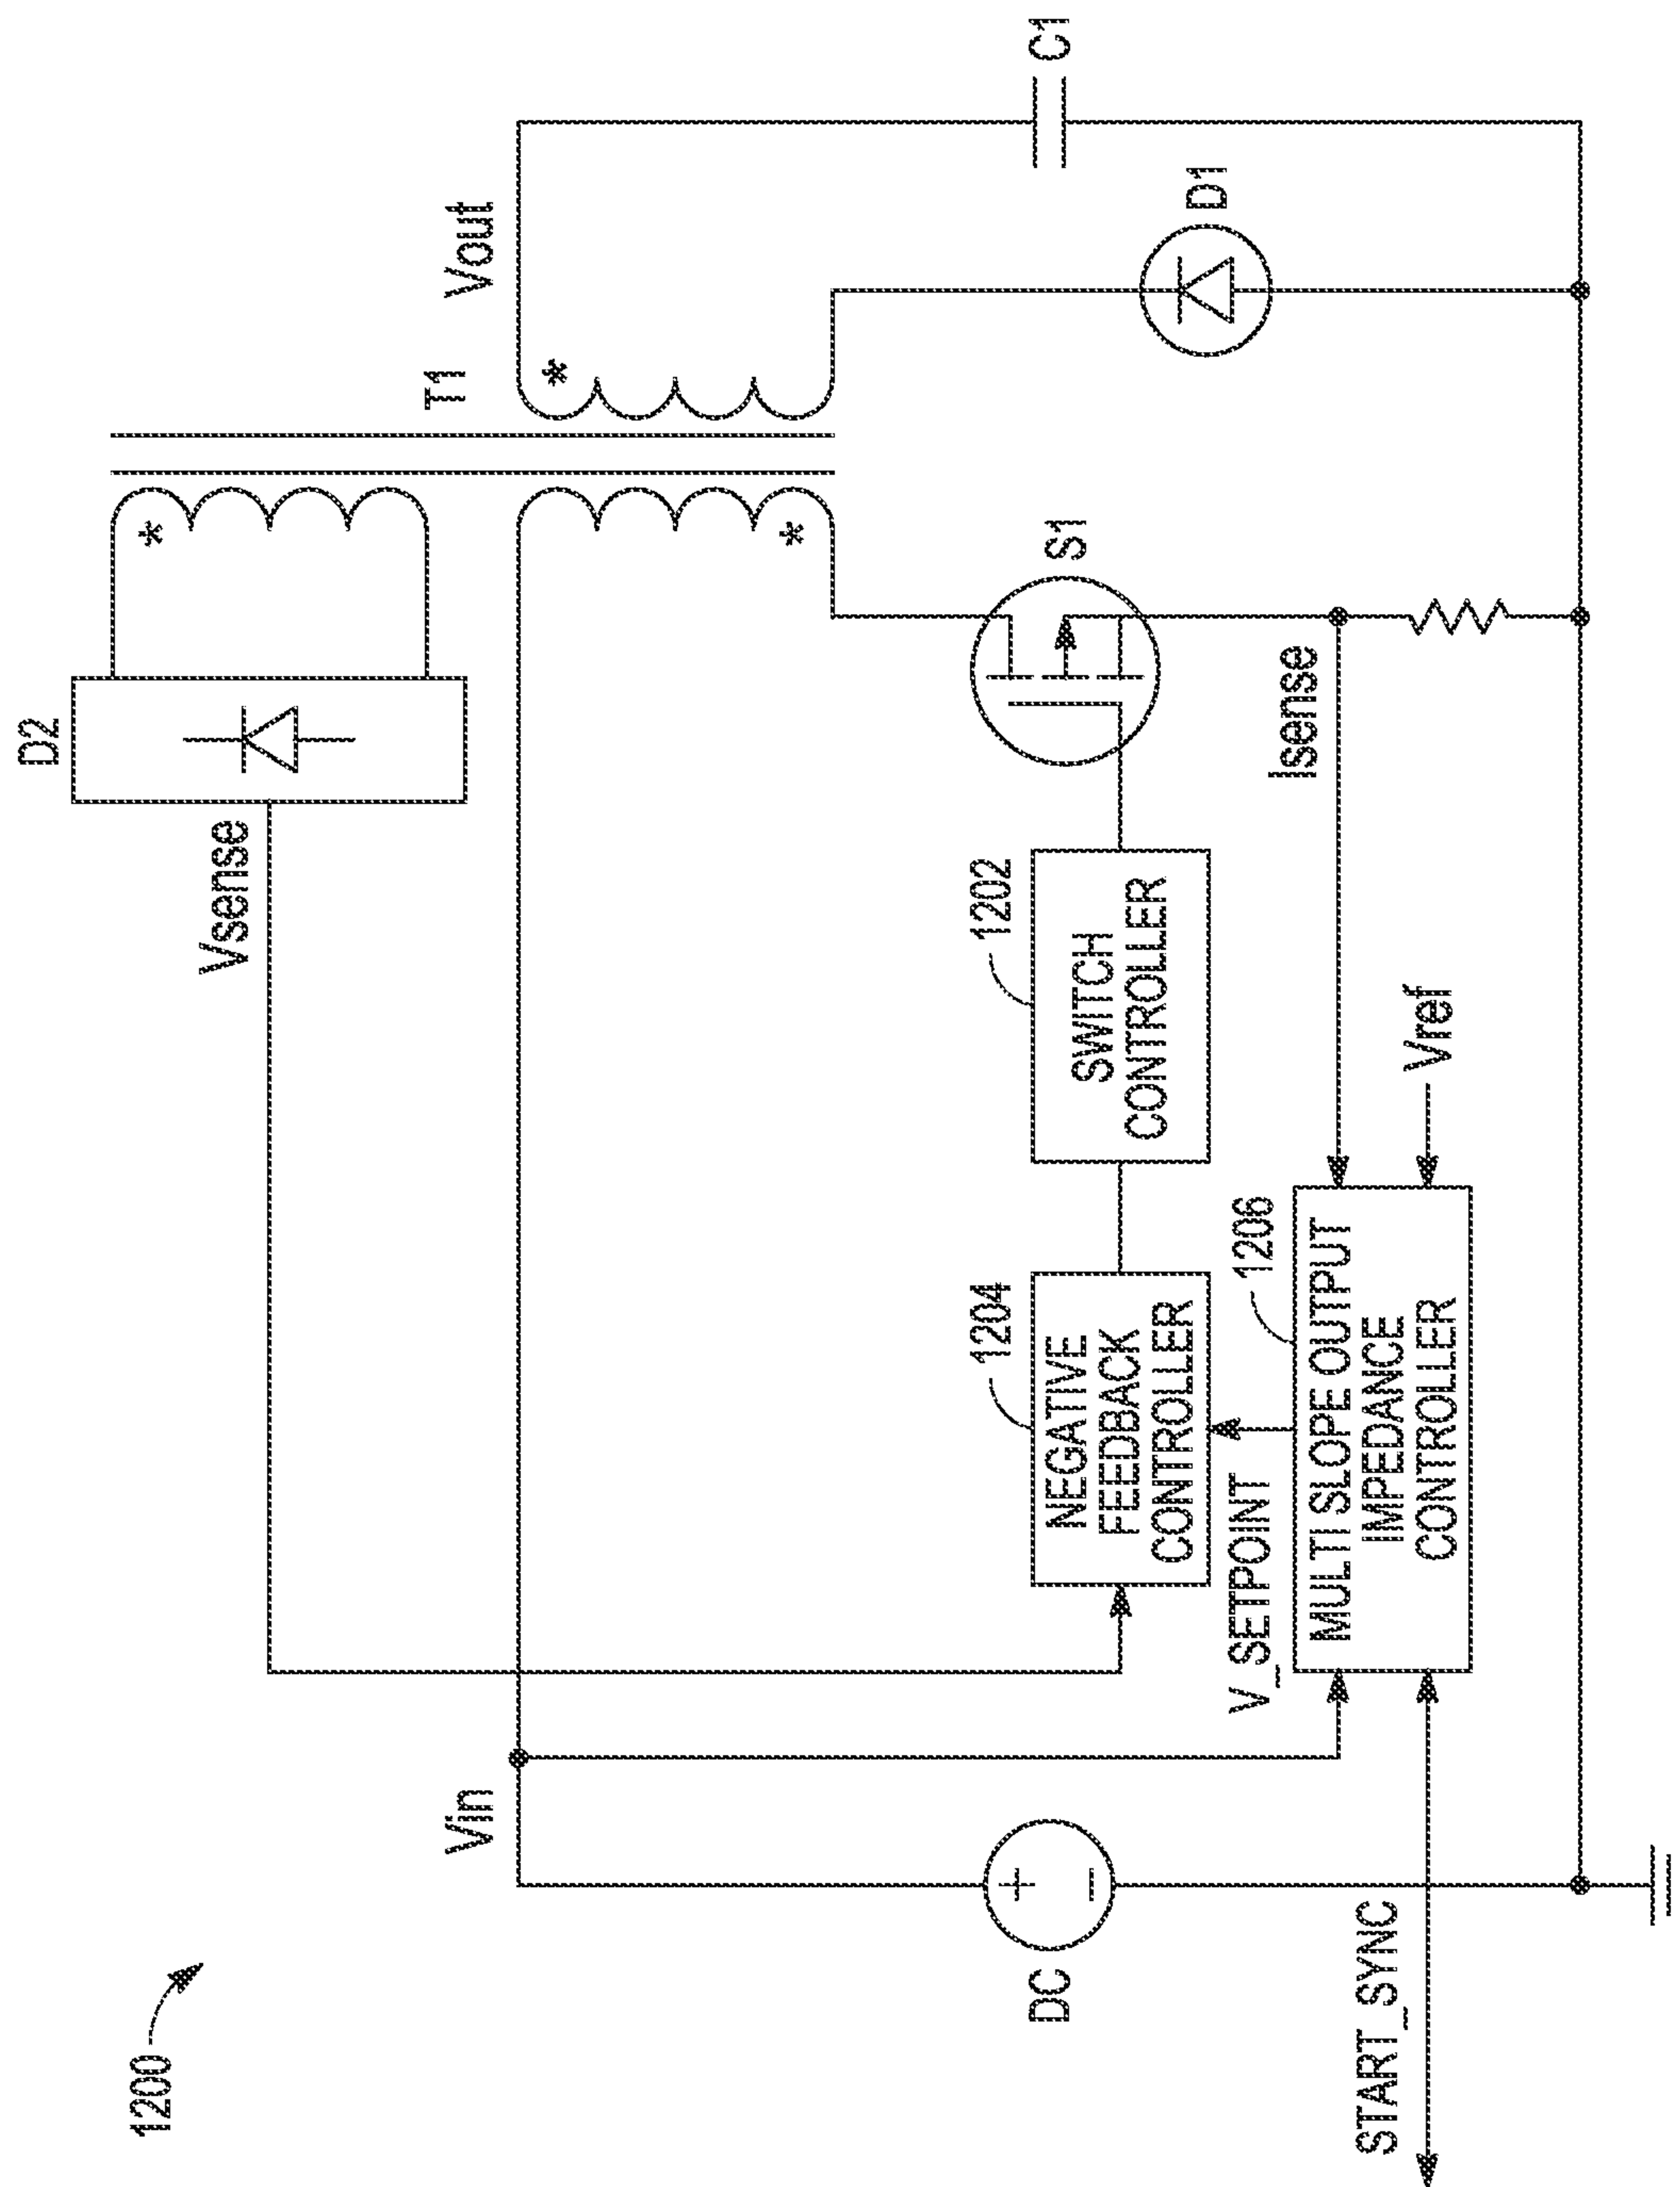 1200
D2
Vsense
T1
Vout
Vin
C1
D1
S1
DC
1202
SWITCH
CONTROLLER
1204
NEGATIVE
FEEDBACK
CONTROLLER
Isense
Vref
V_SETPOINT
1206
MULTI SLOPE OUTPUT
IMPEDANCE
CONTROLLER
START_SYNC